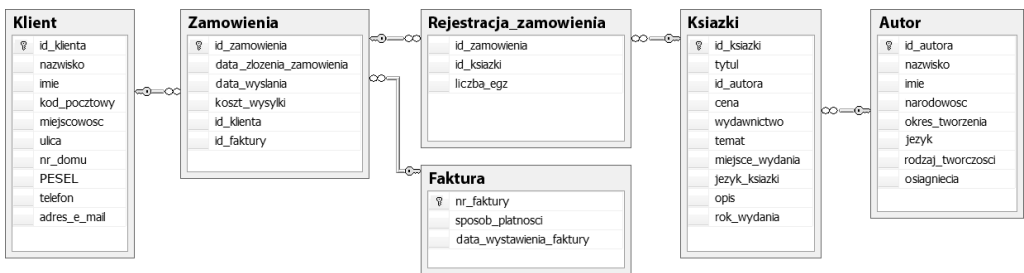 Klient
id_klienta
nazwisko
imie
kod_pocztowy
miejscowosc
ulica
nr_domu
PESEL
telefon
adres_e_mail
Zamowienia
id_zamowienia
data_zlozenia_zamowienia
data_wyslania
koszt_wysylki
id_klienta
id_faktury
Rejestracja_zamowienia
id_zamowienia
id_ksiazki
liczba_egz
Faktura
nr_faktury
sposob_platnosci
data_wystawienia_faktury
Ksiazki
id_ksiazki
tytul
id_autora
cena
wydawnictwo
temat
miejsce_wydania
jezyk_ksiazki
opis
rok_wydania
Autor
id_autora
nazwisko
imie
narodowosc
okres_tworzenia
jezyk
rodzaj_tworczosci
osiagniecia